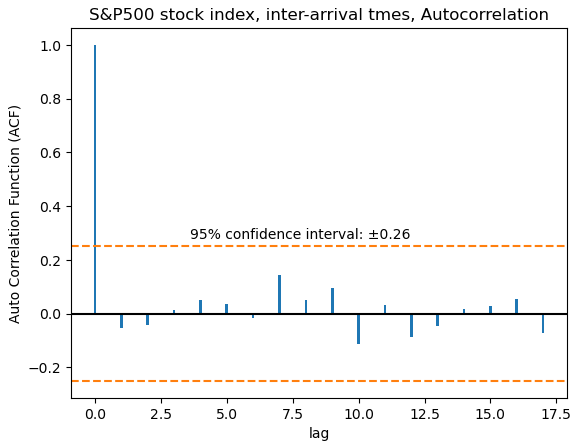 S&P500 stock index, inter-arrival tmes, Autocorrelation
Auto Correlation Function (ACF)
1.0
0.8
0.6
0.4
0.2
0.0
−0.2
95% confidence interval: ±0.26
0.0 2.5 5.0 7.5 10.0 12.5 15.0 17.5
lag